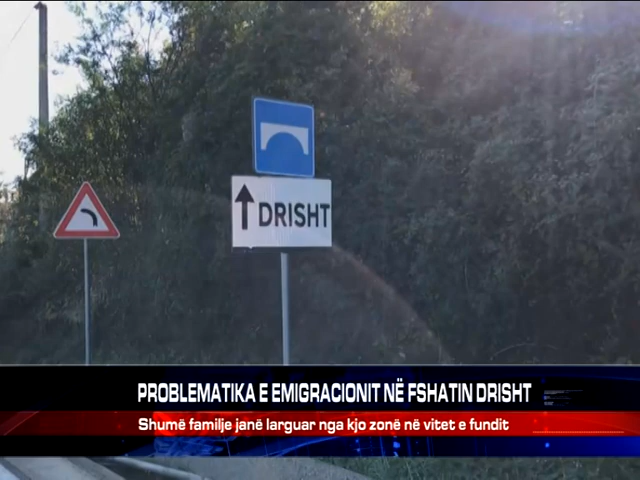 DRISHT
PROBLEMATIKA E EMIGRACIONIT NË FSHATIN DRISHT
Shumë familje janë larguar nga kjo zonë në vitet e fundit